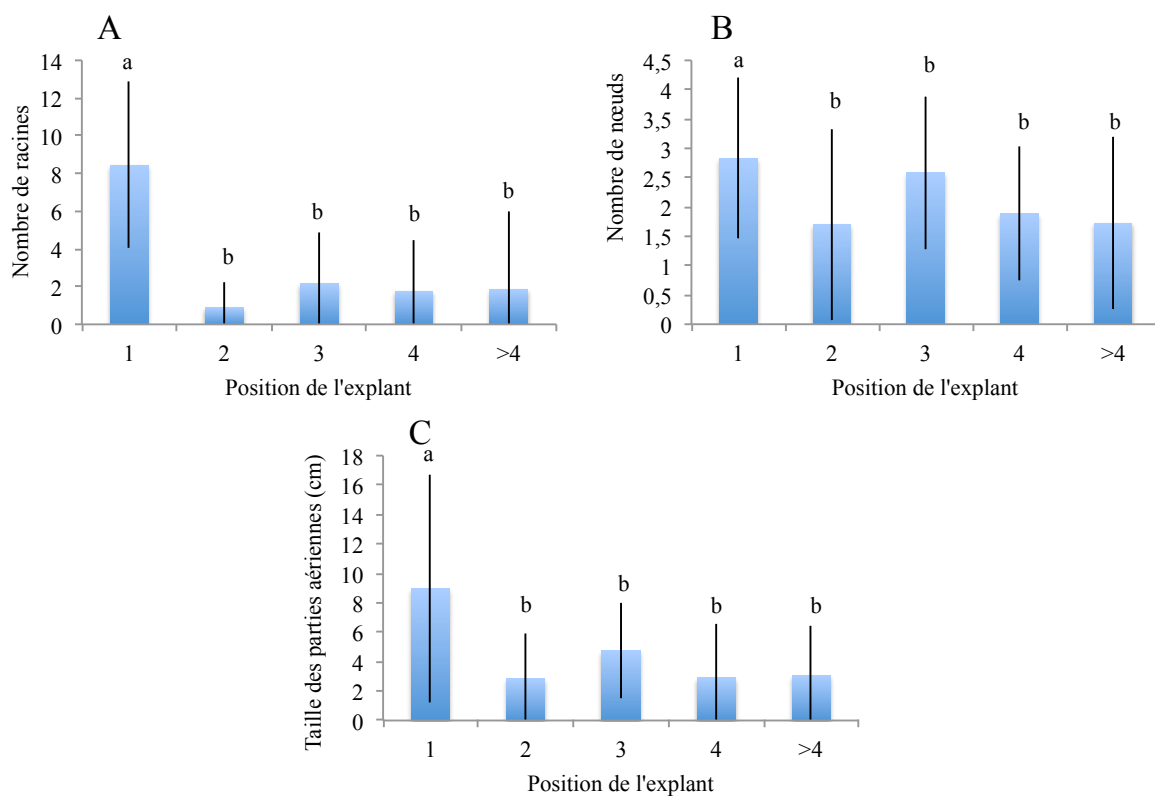 A
Nombre de racines
14
12
10
8
6
4
2
0
a
b
b
b
b
1 2 3 4 >4
Position de l'explant
B
Nombre de nœuds
4,5
4
3,5
3
2,5
2
1,5
1
0,5
0
a
b
b
b
b
1 2 3 4 >4
Position de l'explant
C
Taille des parties aériennes (cm)
18
16
14
12
10
8
6
4
2
0
a
b
b
b
b
1 2 3 4 >4
Position de l'explant